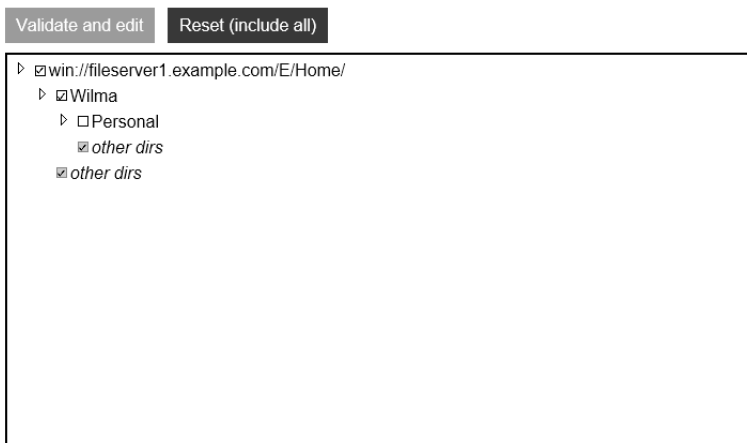 Validate and edit Reset (include all)
win://fileserver1.example.com/E/Home/
Wilma
Personal
other dirs
other dirs